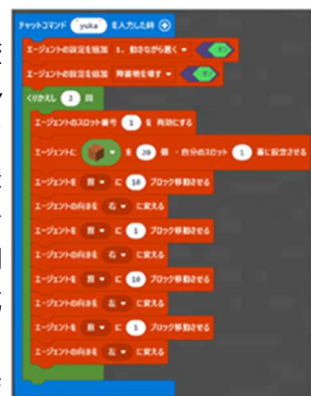 チャットコマンド yuka を入力した時
エージェントの設定を追加 1. 動きながら置く
エージェントの設定を追加 障害物を壊す
くりかえし 3 回
エージェントのスロット番号 1 を 有効にする
エージェントに を 20 個・自分のスロット 1 番に設定させる
エージェントを 前 に 10 ブロック移動させる
エージェントの向きを 右 に変える
エージェントを 前 に 1 ブロック移動させる
エージェントの向きを 右 に変える
エージェントを 前 に 10 ブロック移動させる
エージェントの向きを 左 に変える
エージェントを 前 に 1 ブロック移動させる
エージェントの向きを 左 に変える